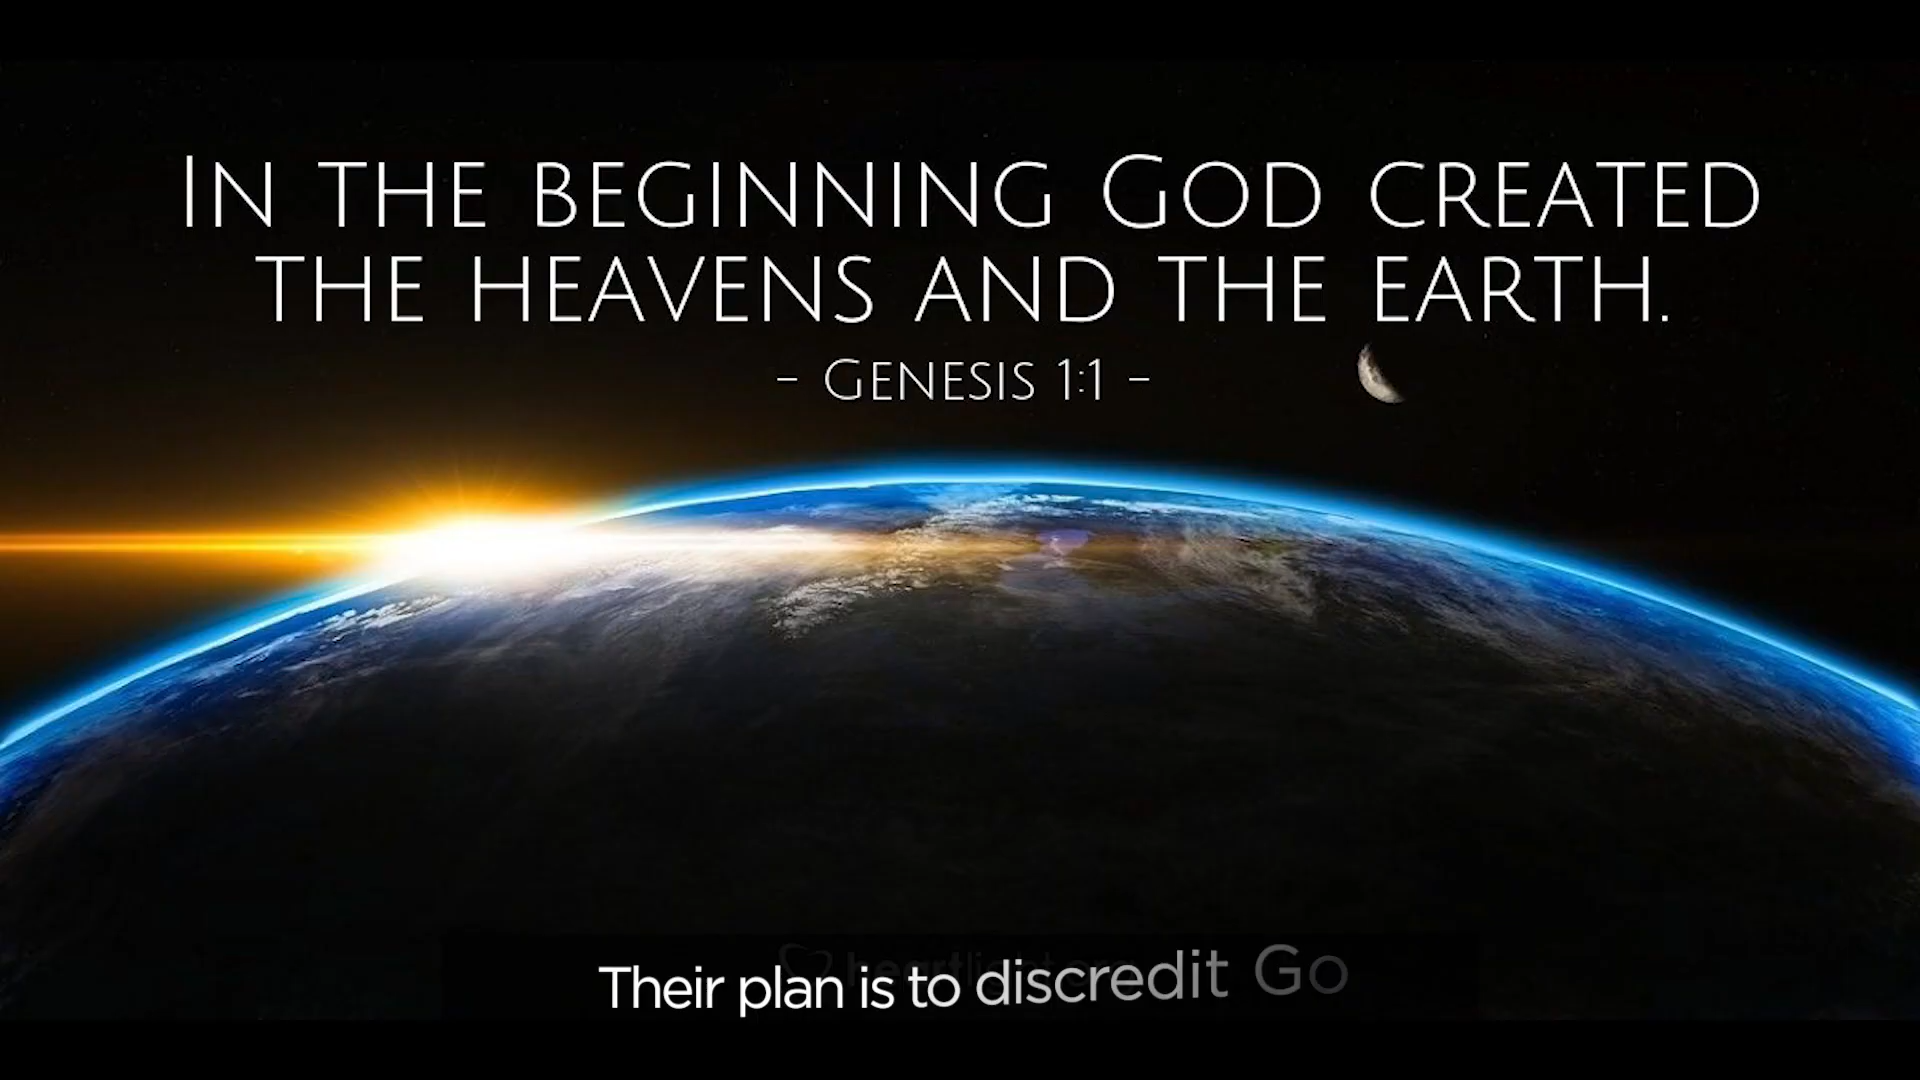 In the beginning God created
the heavens and the earth.
- Genesis 1:1 -
Their plan is to discredit Go